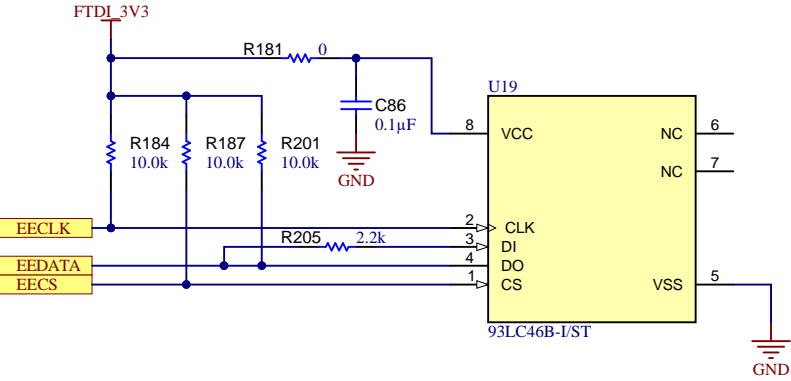 FTDI_3V3
R181 0
U19
C86
0.1µF
8 VCC NC 6
R184 R187 R201
10.0k 10.0k 10.0k
GND
NC 7
EECLK 2 CLK
R205 2.2k 3 DI
EEDATA 4 DO
EECS 1 CS VSS 5
93LC46B-I/ST
GND